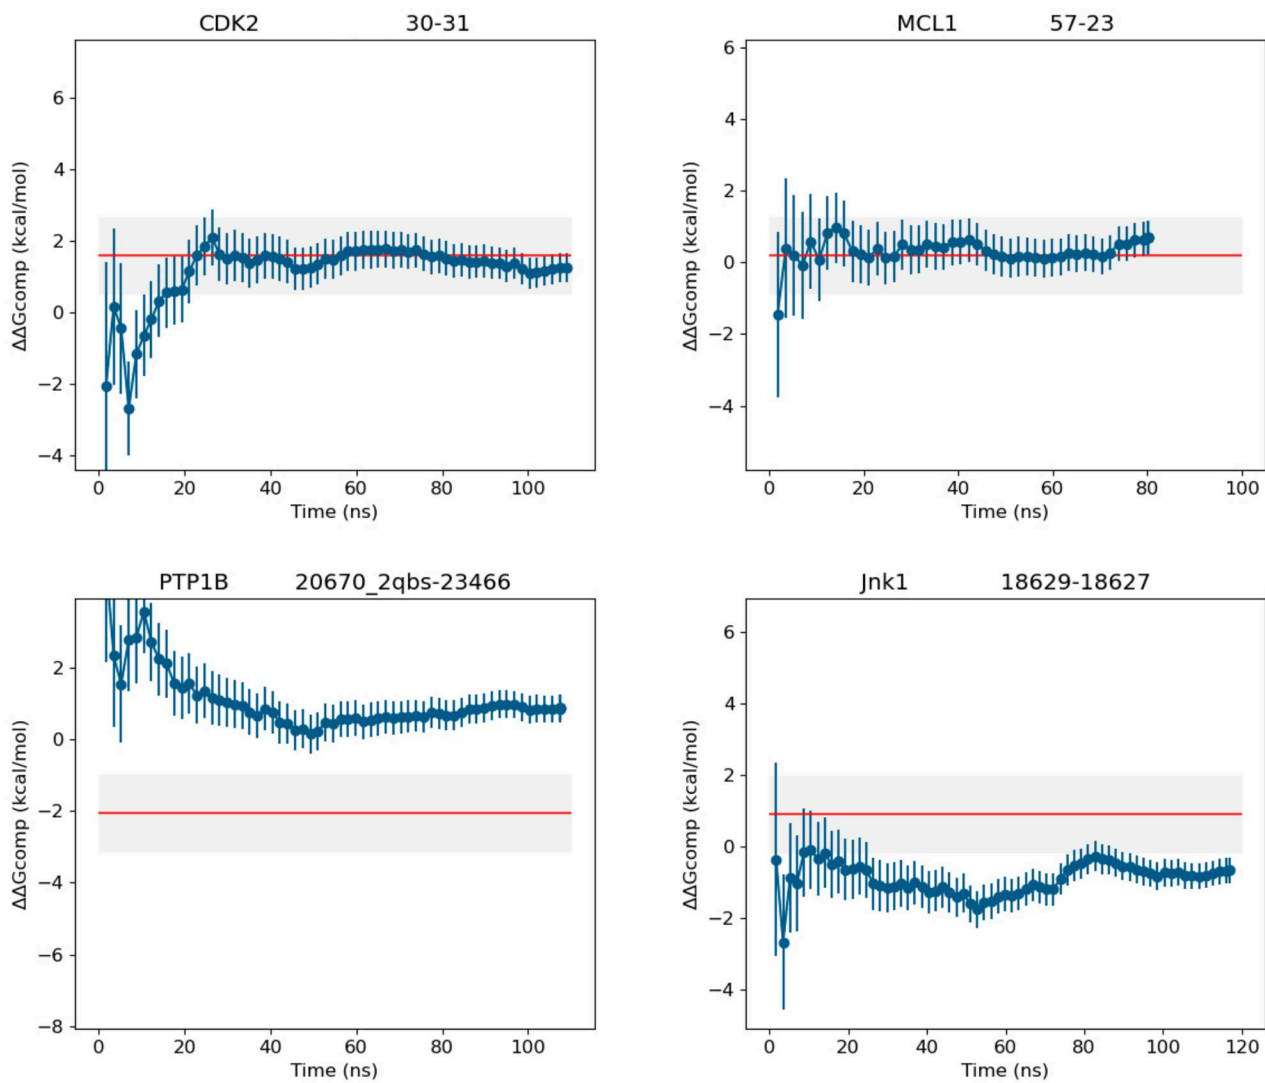 CDK2 30-31
6
4
2
0
−2
−4
ΔΔGcomp (kcal/mol)
0 20 40 60 80 100
Time (ns)
MCL1 57-23
6
4
2
0
−2
−4
ΔΔGcomp (kcal/mol)
0 20 40 60 80 100
Time (ns)
PTP1B 20670_2qbs-23466
2
0
−2
−4
−6
−8
ΔΔGcomp (kcal/mol)
0 20 40 60 80 100
Time (ns)
Jnk1 18629-18627
6
4
2
0
−2
−4
ΔΔGcomp (kcal/mol)
0 20 40 60 80 100 120
Time (ns)